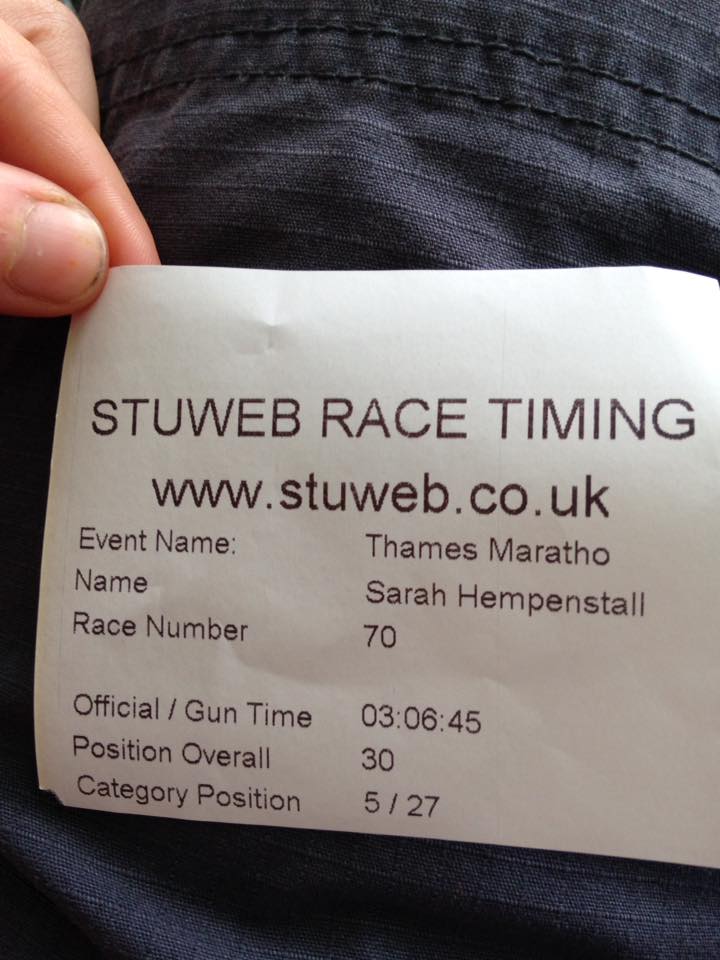 STUWEB RACE TIMING
www.stuweb.co.uk
Event Name: Thames Maratho
Name Sarah Hempenstall
Race Number 70
Official / Gun Time 03:06:45
Position Overall 30
Category Position 5 / 27